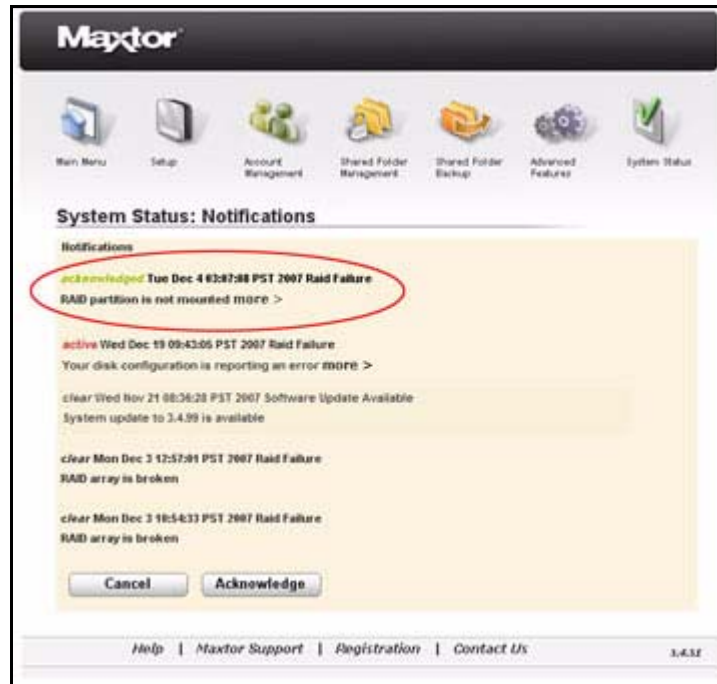 Maxtor
Main Menu
Setup
Account Management
Shared Folder Management
Shared Folder Backup
Advanced Features
System Status
System Status: Notifications
Notifications
acknowledged Tue Dec 4 03:07:08 PST 2007 Raid Failure
RAID partition is not mounted more >
active Wed Dec 19 09:43:05 PST 2007 Raid Failure
Your disk configuration is reporting an error more >
clear Wed Nov 21 08:36:28 PST 2007 Software Update Available
System update to 3.4.99 is available
clear Mon Dec 3 12:57:01 PST 2007 Raid Failure
RAID array is broken
clear Mon Dec 3 10:54:33 PST 2007 Raid Failure
RAID array is broken
Cancel
Acknowledge
Help | Maxtor Support | Registration | Contact Us